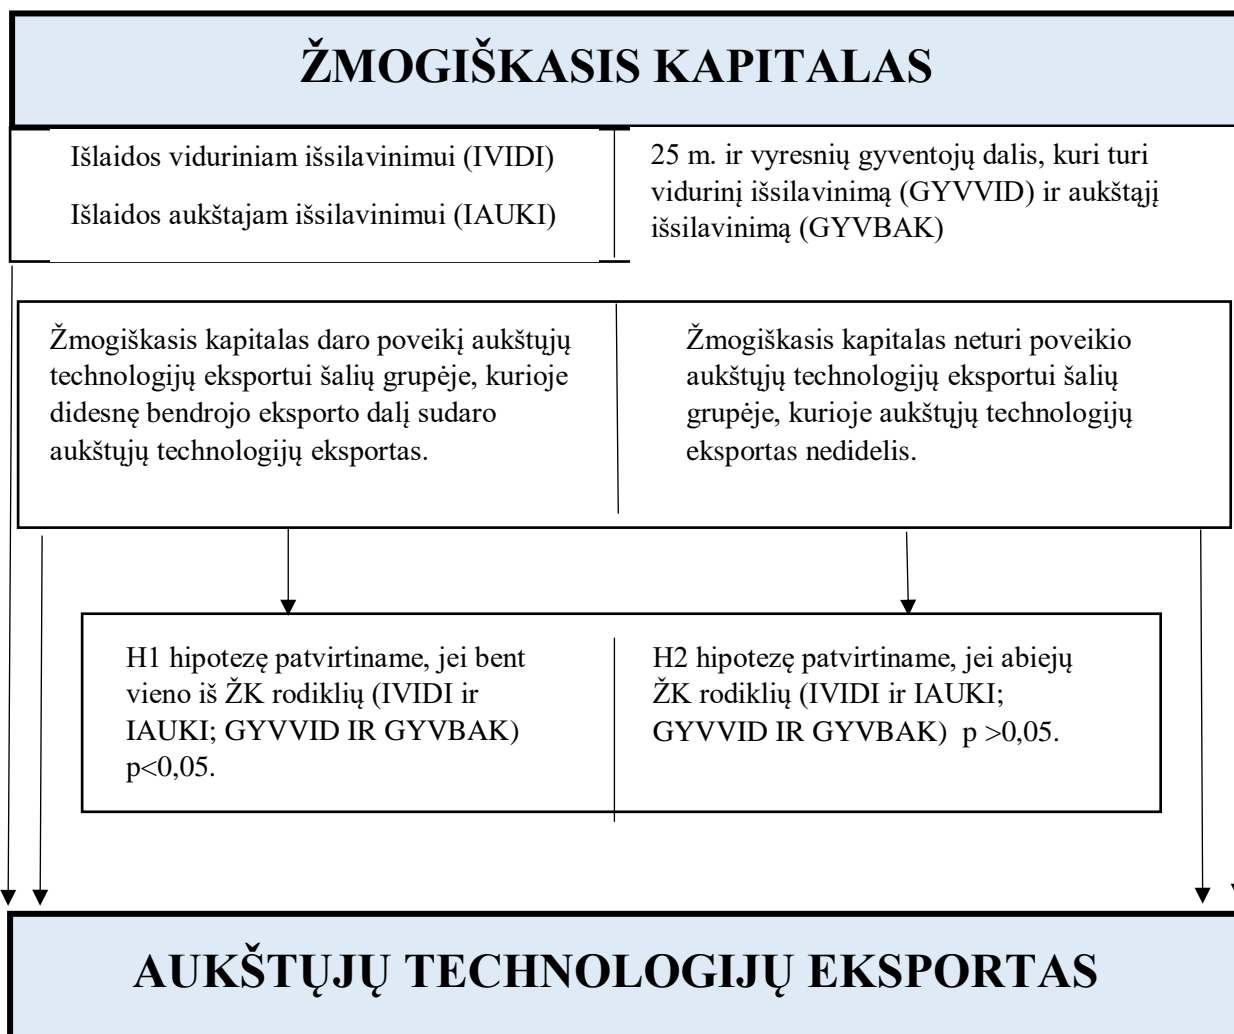 ŽMOGIŠKASIS KAPITALAS
Išlaidos viduriniam išsilavinimui (IVIDI)
Išlaidos aukštajam išsilavinimui (IAUKI)
25 m. ir vyresnių gyventojų dalis, kuri turi
vidurinį išsilavinimą (GYVVID) ir aukštąjį
išsilavinimą (GYVBAK)
Žmogiškasis kapitalas daro poveikį aukštųjų
technologijų eksportui šalių grupėje, kurioje
didesnę bendrojo eksporto dalį sudaro
aukštųjų technologijų eksportas.
Žmogiškasis kapitalas neturi poveikio
aukštųjų technologijų eksportui šalių
grupėje, kurioje aukštųjų technologijų
eksportas nedidelis.
H1 hipotezę patvirtiname, jei bent
vieno iš ŽK rodiklių (IVIDI ir
IAUKI; GYVVID IR GYVBAK)
p<0,05.
H2 hipotezę patvirtiname, jei abiejų
ŽK rodiklių (IVIDI ir IAUKI;
GYVVID IR GYVBAK)  p >0,05.
AUKŠTŲJŲ TECHNOLOGIJŲ EKSPORTAS